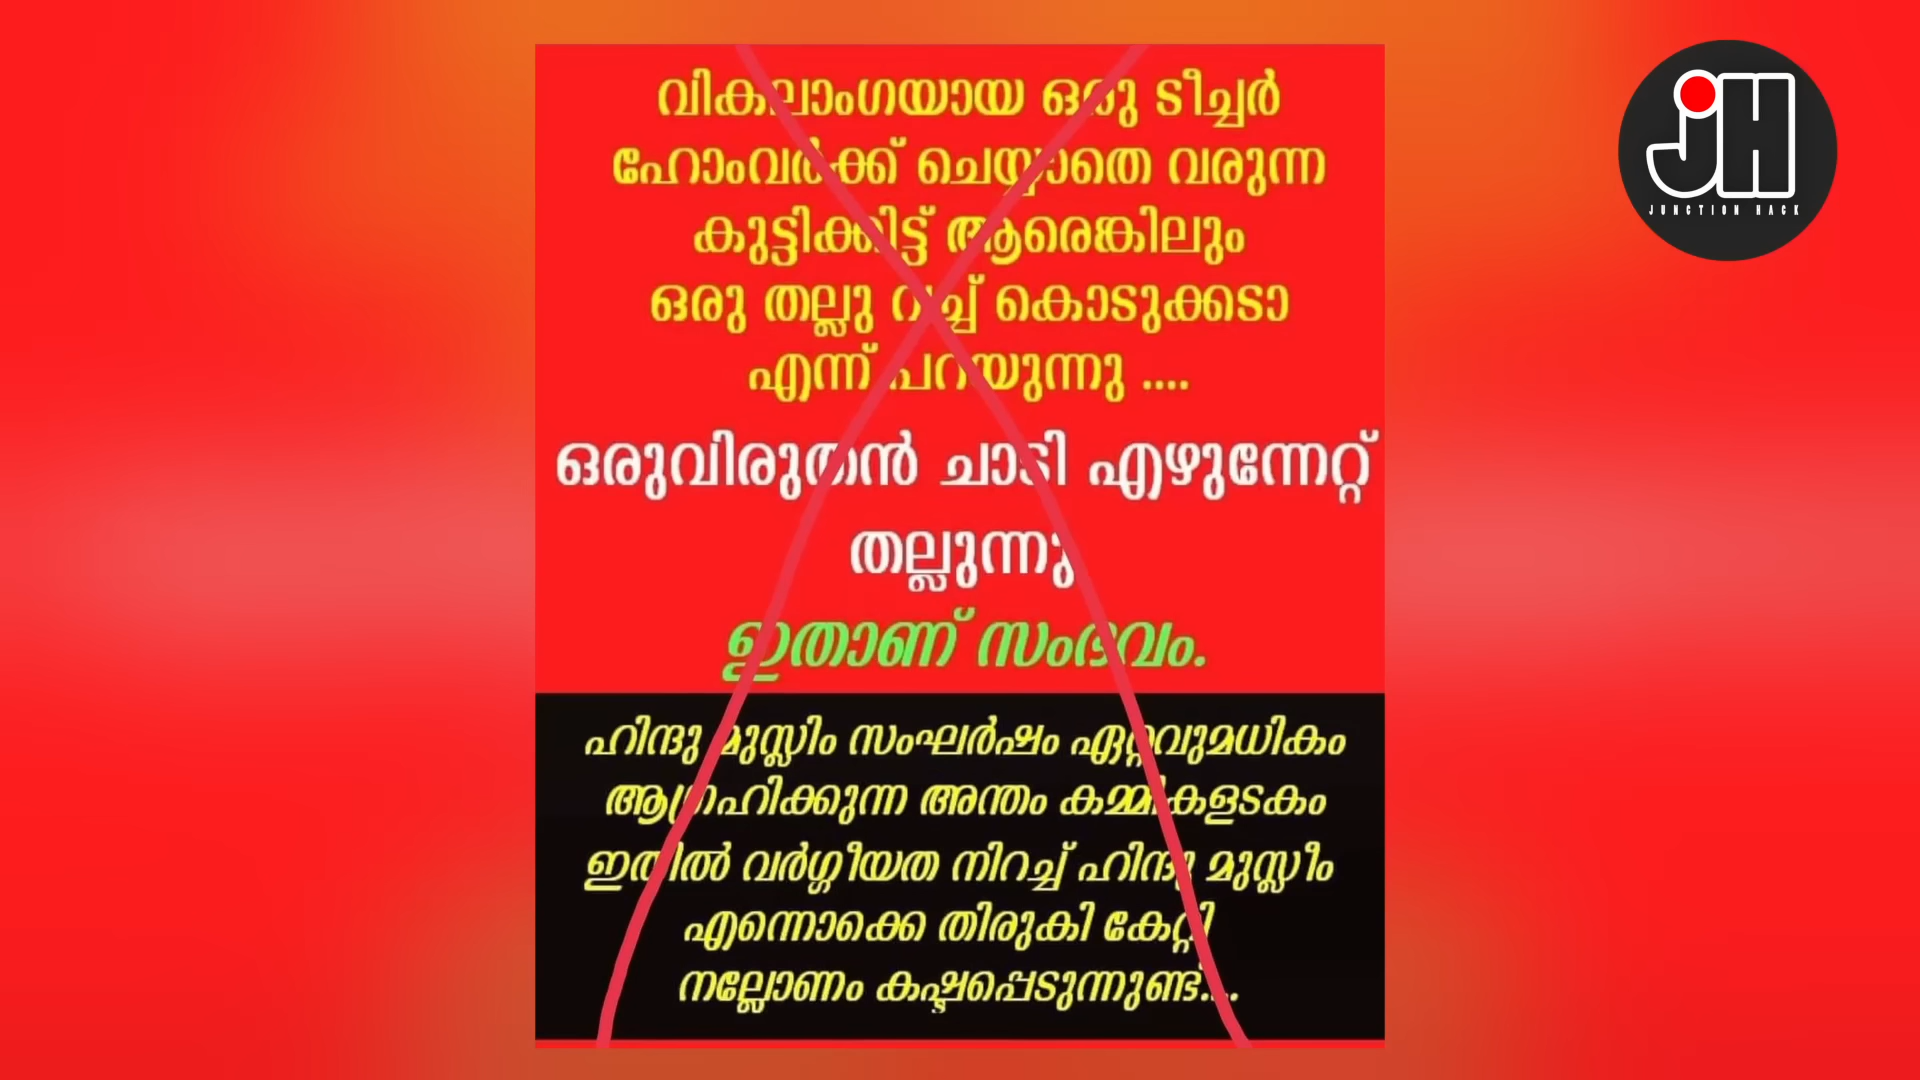 വികലാംഗയായ ഒരു ടീച്ചർ
ഹോംവർക്ക് ചെയ്യാതെ വരുന്ന
കുട്ടിക്കിട്ട് ആരെങ്കിലും
ഒരു തല്ലു വച്ച് കൊടുക്കടാ
എന്ന് പറയുന്നു ....
ഒരുവിരുതൻ ചാടി എഴുന്നേറ്റ്
തല്ലുന്നു
ഇതാണ് സംഭവം.
ഹിന്ദു മുസ്ലിം സംഘർഷം ഏറ്റവുമധികം
ആഗ്രഹിക്കുന്ന അന്തം കമ്മികളടകം
ഇതിൽ വർഗ്ഗീയത നിറച്ച് ഹിന്ദു മുസ്ലീം
എന്നൊക്കെ തിരുകി കേറ്റി
നല്ലോണം കഷ്ടപ്പെടുന്നുണ്ട്....
JH
JUNCTION HACK